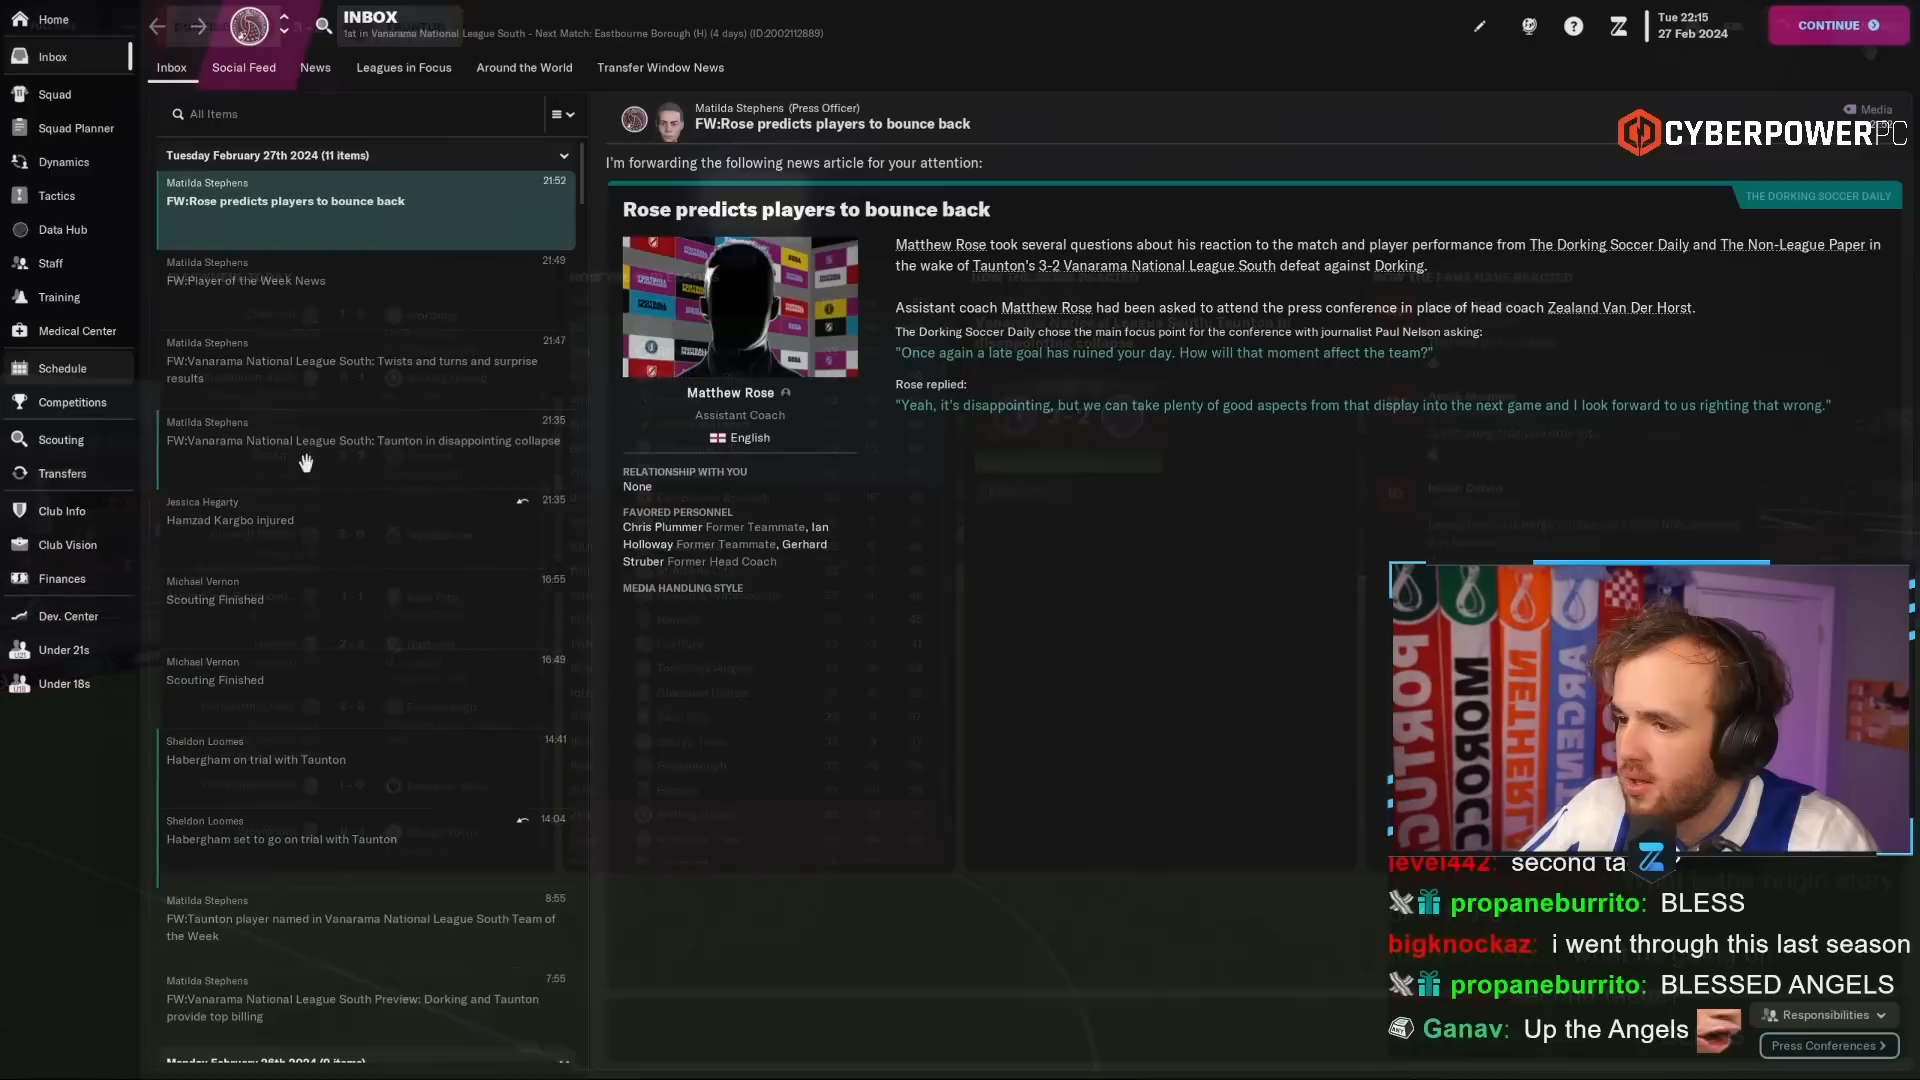 Home
Inbox
Squad
Squad Planner
Dynamics
Tactics
Data Hub
Staff
Training
Medical Center
Schedule
Competitions
Scouting
Transfers
Club Info
Club Vision
Finances
Dev. Center
Under 21s
Under 18s
INBOX
1st in Vanarama National League South - Next Match: Eastbourne Borough (H) (4 days) (ID:2002112889)
Tue 22:15
27 Feb 2024
CONTINUE
Inbox Social Feed News Leagues in Focus Around the World Transfer Window News
All Items
Tuesday February 27th 2024 (11 items)
Matilda Stephens 21:52
FW:Rose predicts players to bounce back
Matilda Stephens 21:49
FW:Player of the Week News
Matilda Stephens 21:47
FW:Vanarama National League South: Twists and turns and surprise
results
Matilda Stephens 21:35
FW:Vanarama National League South: Taunton in disappointing collapse
Jessica Hegarty 21:35
Hamzad Kargbo injured
Michael Vernon 16:55
Scouting Finished
Michael Vernon 16:49
Scouting Finished
Sheldon Loomes 14:41
Habergham on trial with Taunton
Sheldon Loomes 14:04
Habergham set to go on trial with Taunton
Matilda Stephens 8:55
FW:Taunton player named in Vanarama National League South Team of
the Week
Matilda Stephens 7:55
FW:Vanarama National League South Preview: Dorking and Taunton
provide top billing
Monday February 26th 2024 (9 items)
Matilda Stephens (Press Officer)
FW:Rose predicts players to bounce back
Media
CYBERPOWERPC
I'm forwarding the following news article for your attention:
THE DORKING SOCCER DAILY
Rose predicts players to bounce back
Matthew Rose took several questions about his reaction to the match and player performance from The Dorking Soccer Daily and The Non-League Paper in
the wake of Taunton's 3-2 Vanarama National League South defeat against Dorking.
Assistant coach Matthew Rose had been asked to attend the press conference in place of head coach Zealand Van Der Horst.
The Dorking Soccer Daily chose the main focus point for the conference with journalist Paul Nelson asking:
"Once again a late goal has ruined your day. How will that moment affect the team?"
Rose replied:
"Yeah, it's disappointing, but we can take plenty of good aspects from that display into the next game and I look forward to us righting that wrong."
Matthew Rose
Assistant Coach
English
RELATIONSHIP WITH YOU
None
FAVORED PERSONNEL
Chris Plummer Former Teammate, Ian
Holloway Former Teammate, Gerhard
Struber Former Head Coach
MEDIA HANDLING STYLE
level442: second ta
propaneburrito: BLESS
bigknockaz: i went through this last season
propaneburrito: BLESSED ANGELS
Ganav: Up the Angels
Responsibilities
Press Conferences